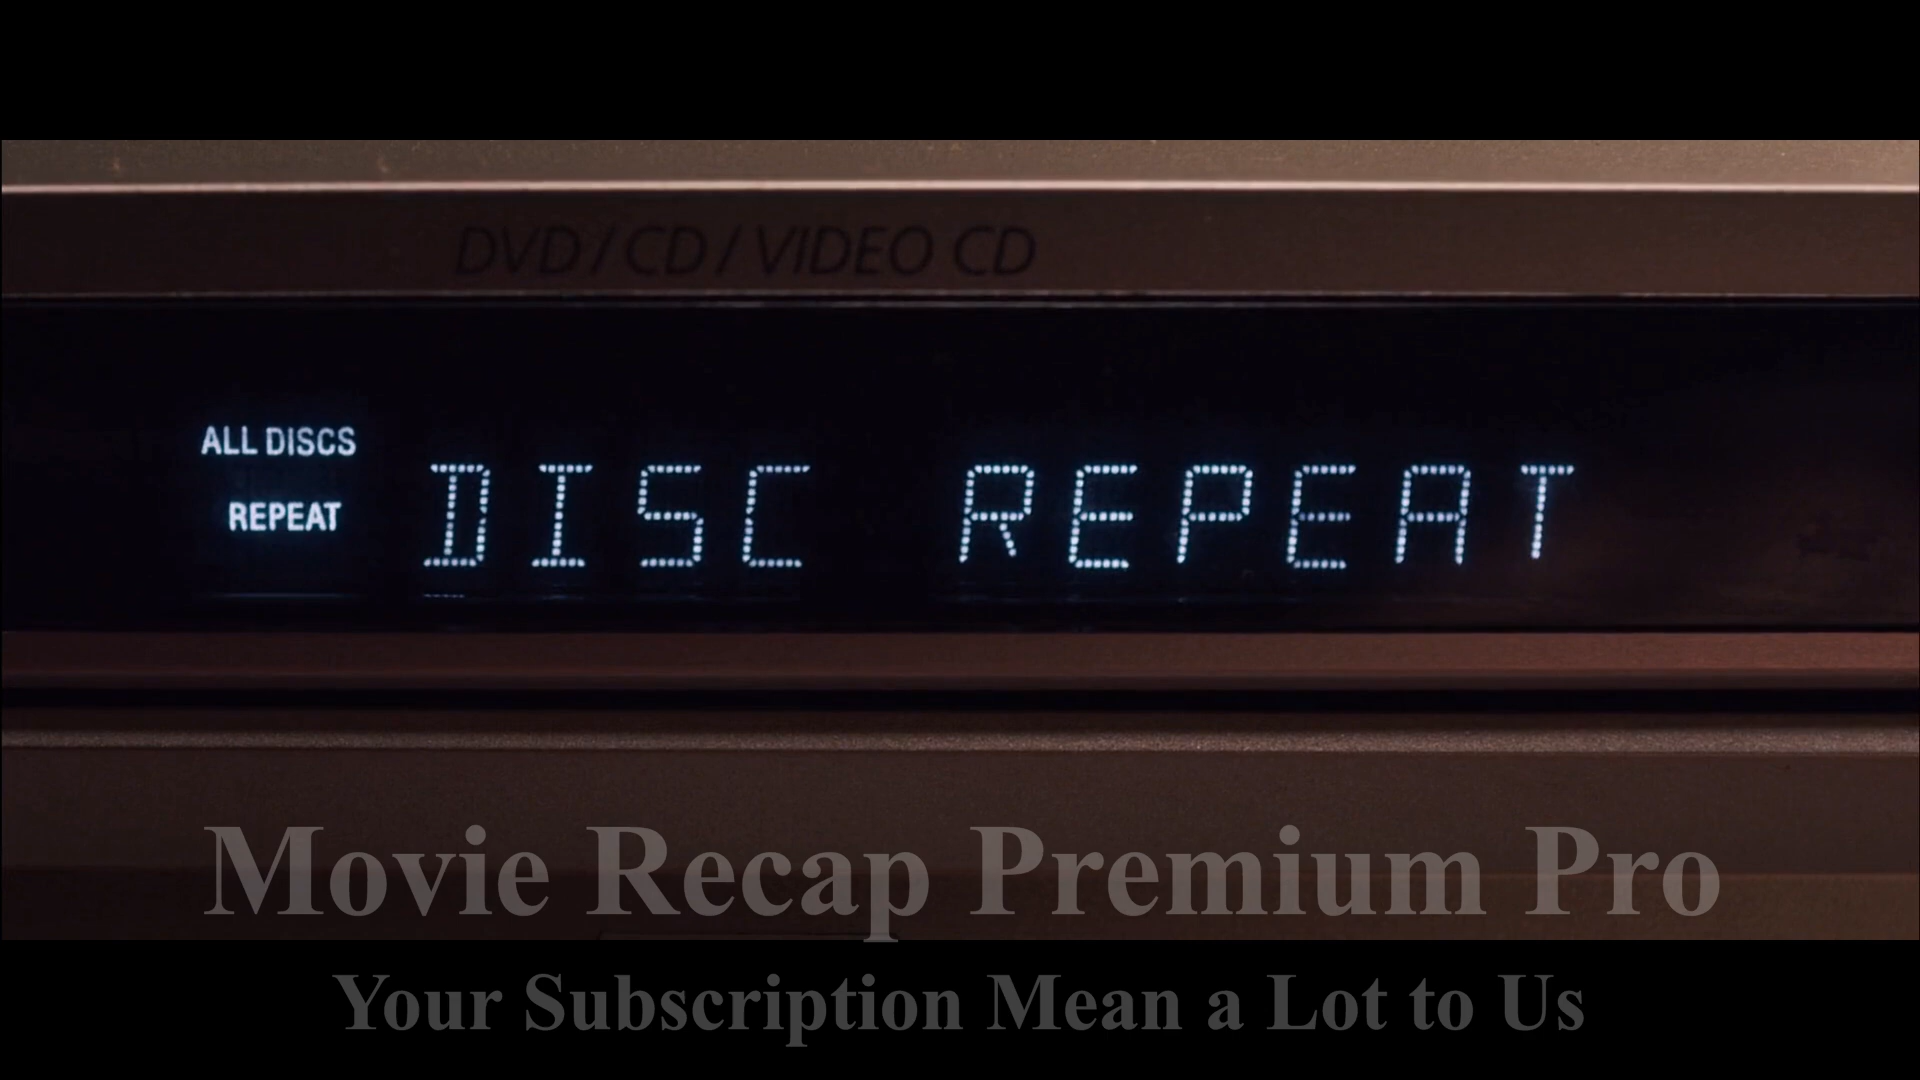 DVD / CD / VIDEO CD
ALL DISCS
REPEAT
DISC REPEAT
Movie Recap Premium Pro
Your Subscription Mean a Lot to Us